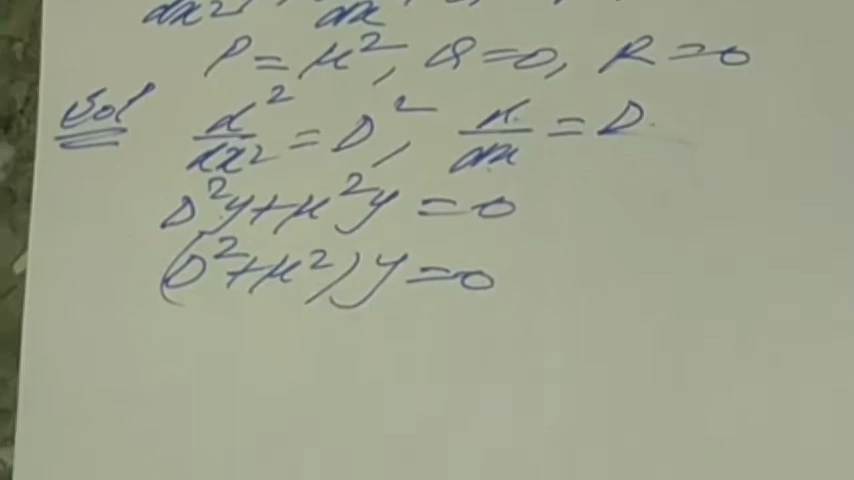 P = μ², Q = 0, R = 0
Sol d²/dx² = D², d/dx = D.
D²y + μ²y = 0
(D² + μ²) y = 0